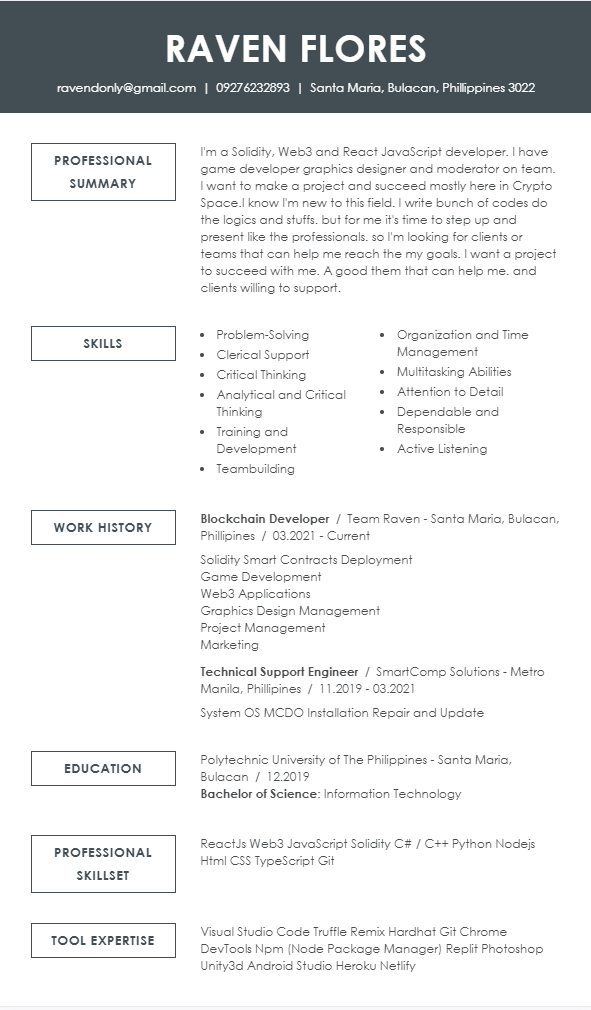 RAVEN FLORES
ravendonly@gmail.com | 09276232893 | Santa Maria, Bulacan, Phillippines 3022
PROFESSIONAL
SUMMARY
I'm a Solidity, Web3 and React JavaScript developer. I have
game developer graphics designer and moderator on team.
I want to make a project and succeed mostly here in Crypto
Space.I know I'm new to this field. I write bunch of codes do
the logics and stuffs. but for me it's time to step up and
present like the professionals. so I'm looking for clients or
teams that can help me reach the my goals. I want a project
to succeed with me. A good them that can help me. and
clients willing to support.
SKILLS
• Problem-Solving
• Clerical Support
• Critical Thinking
• Analytical and Critical
Thinking
• Training and
Development
• Teambuilding
• Organization and Time
Management
• Multitasking Abilities
• Attention to Detail
• Dependable and
Responsible
• Active Listening
WORK HISTORY
Blockchain Developer / Team Raven - Santa Maria, Bulacan,
Phillipines / 03.2021 - Current
Solidity Smart Contracts Deployment
Game Development
Web3 Applications
Graphics Design Management
Project Management
Marketing
Technical Support Engineer / SmartComp Solutions - Metro
Manila, Phillipines / 11.2019 - 03.2021
System OS MCDO Installation Repair and Update
EDUCATION
Polytechnic University of The Philippines - Santa Maria,
Bulacan / 12.2019
Bachelor of Science: Information Technology
PROFESSIONAL
SKILLSET
ReactJs Web3 JavaScript Solidity C# / C++ Python Nodejs
Html CSS TypeScript Git
TOOL EXPERTISE
Visual Studio Code Truffle Remix Hardhat Git Chrome
DevTools Npm (Node Package Manager) Replit Photoshop
Unity3d Android Studio Heroku Netlify